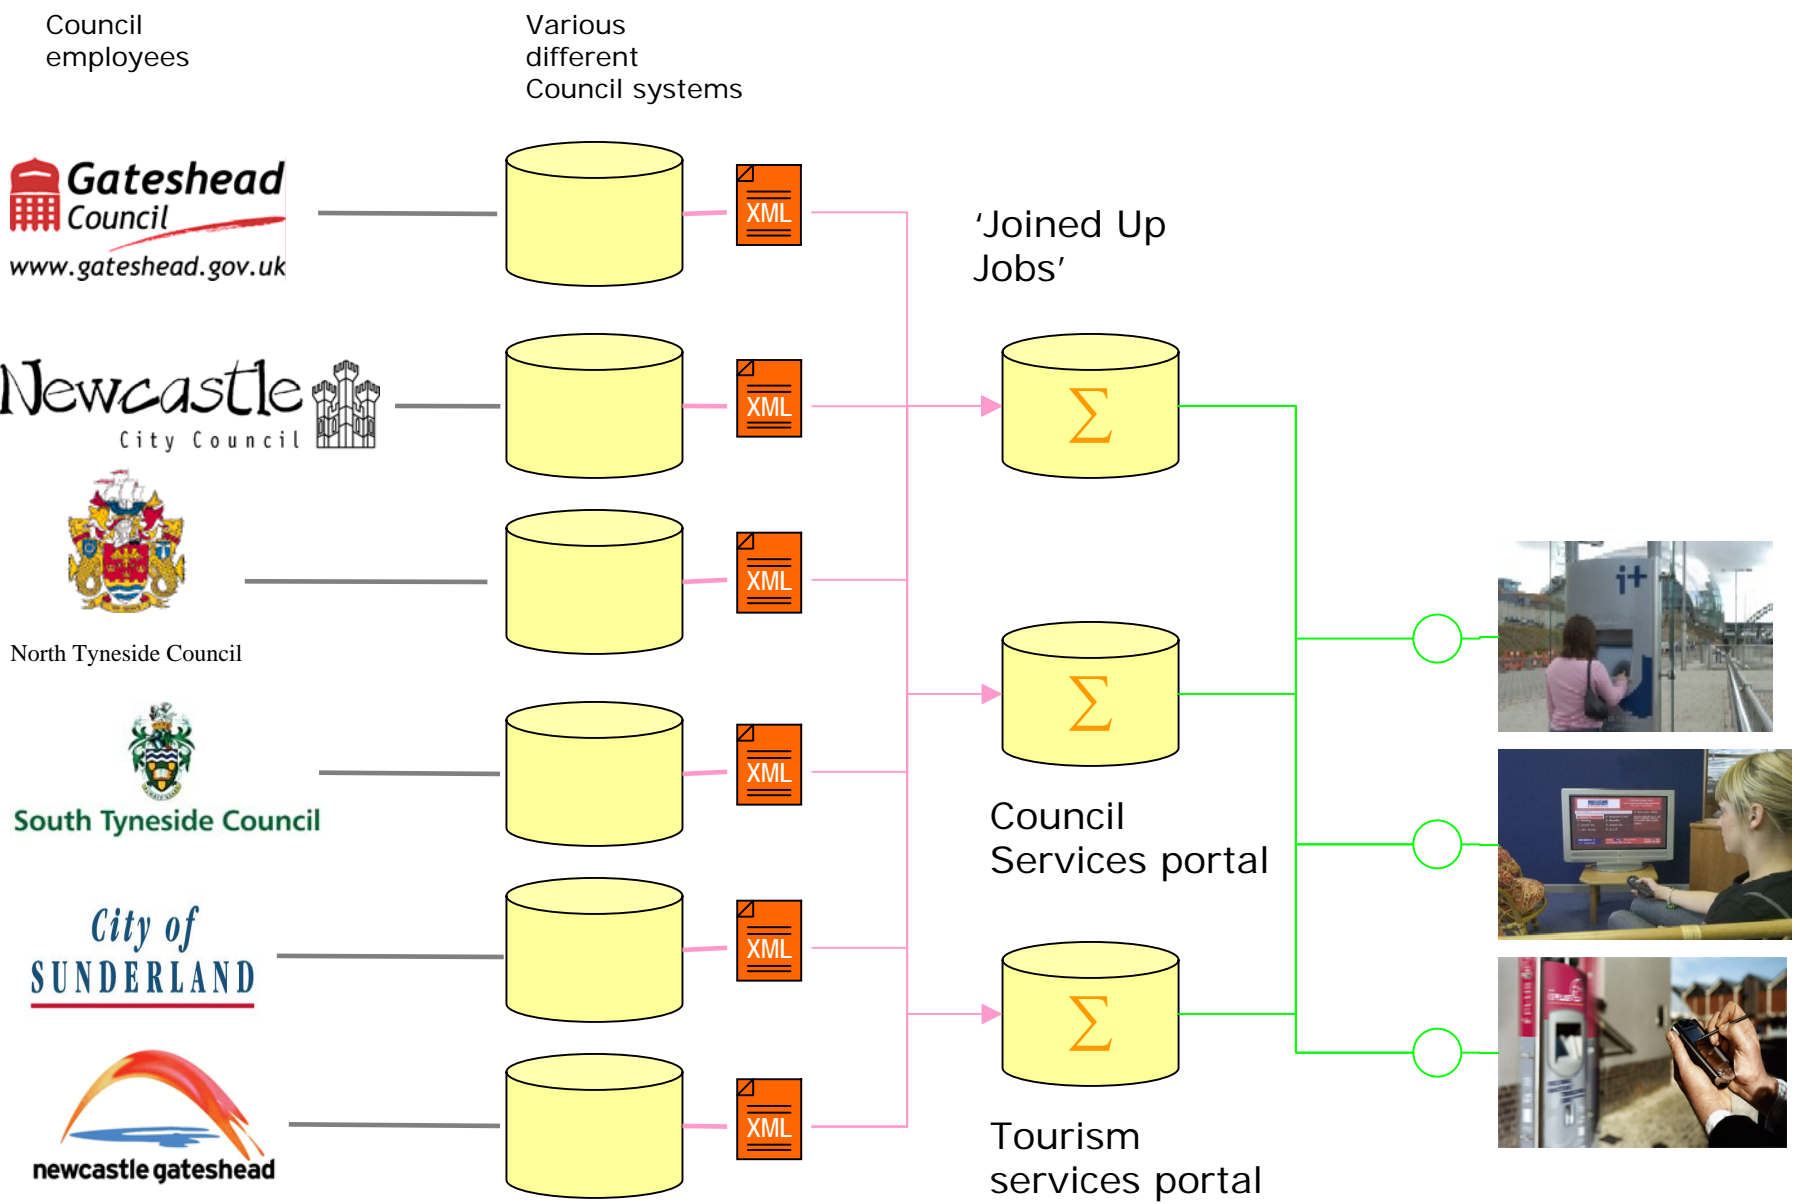 Council
employees
Various
different
Council systems
Gateshead
Council
www.gateshead.gov.uk
XML
‘Joined Up
Jobs’
Newcastle
City Council
XML
Σ
XML
i+
North Tyneside Council
Σ
South Tyneside Council
XML
Council
Services portal
City of
SUNDERLAND
XML
Σ
newcastle gateshead
XML
Tourism
services portal